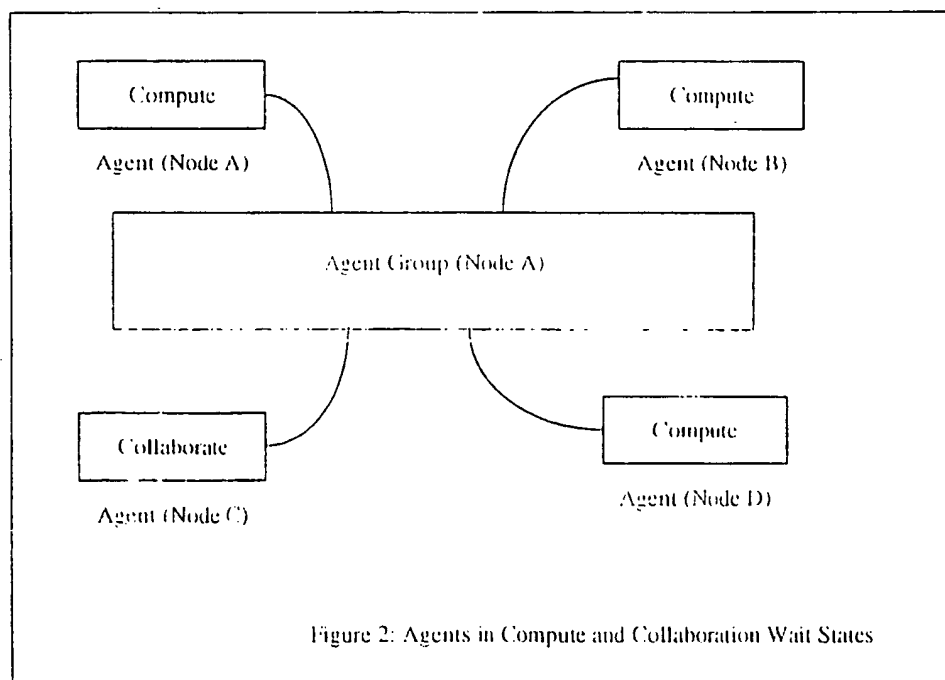 Compute
Compute
Agent (Node A)
Agent (Node B)
Agent Group (Node A)
Collaborate
Compute
Agent (Node C)
Agent (Node D)
Figure 2: Agents in Compute and Collaboration Wait States